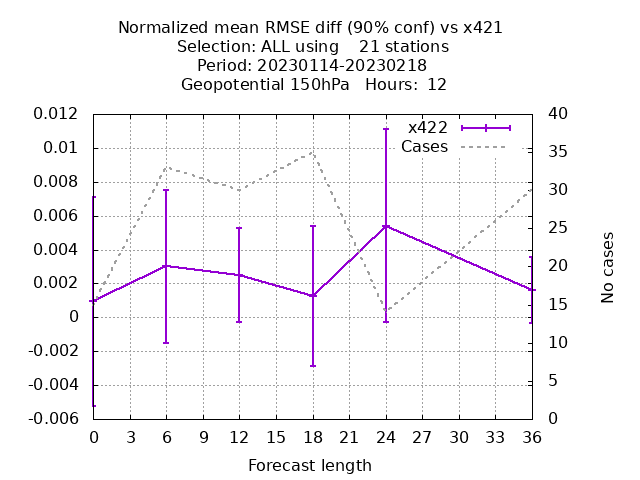 Normalized mean RMSE diff (90% conf) vs x421
Selection: ALL using    21 stations
Period: 20230114-20230218
Geopotential 150hPa   Hours:  12
0.012
0.01
0.008
0.006
0.004
0.002
0
-0.002
-0.004
-0.006
x422
Cases
40
35
30
25
20
15
10
5
0
No cases
0 3 6 9 12 15 18 21 24 27 30 33 36
Forecast length